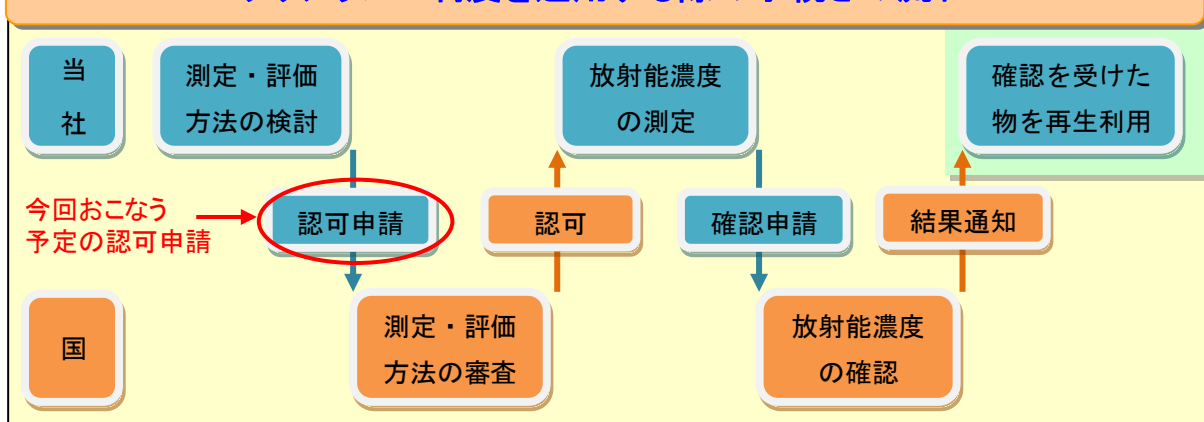 当
社
測定・評価
方法の検討
放射能濃度
の測定
確認を受けた
物を再生利用
今回おこなう
予定の認可申請
認可申請
認可
確認申請
結果通知
国
測定・評価
方法の審査
放射能濃度
の確認